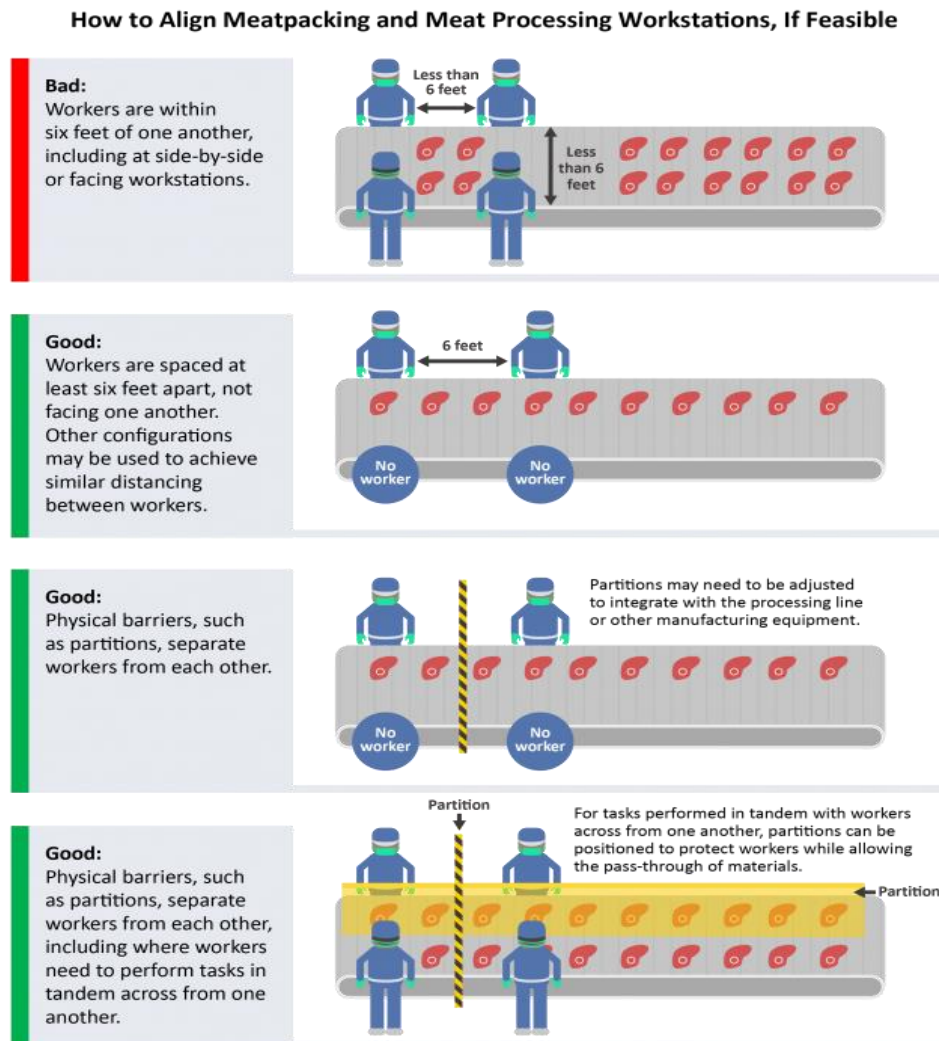 How to Align Meatpacking and Meat Processing Workstations, If Feasible
Bad:
Workers are within
six feet of one another,
including at side-by-side
or facing workstations.
Less than
6 feet
Less
than 6
feet
Good:
Workers are spaced at
least six feet apart, not
facing one another.
Other configurations
may be used to achieve
similar distancing
between workers.
6 feet
No
worker
No
worker
Good:
Physical barriers, such
as partitions, separate
workers from each other.
Partitions may need to be adjusted
to integrate with the processing line
or other manufacturing equipment.
No
worker
No
worker
Good:
Physical barriers, such
as partitions, separate
workers from each other,
including where workers
need to perform tasks in
tandem across from one
another.
Partition
For tasks performed in tandem with workers
across from one another, partitions can be
positioned to protect workers while allowing
the pass-through of materials.
Partition